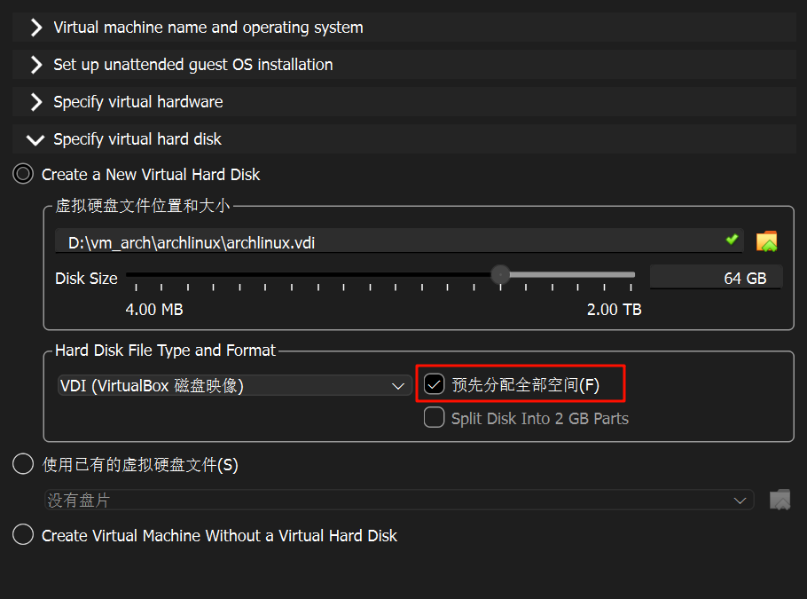 Virtual machine name and operating system
Set up unattended guest OS installation
Specify virtual hardware
Specify virtual hard disk
Create a New Virtual Hard Disk
虚拟硬盘文件位置和大小
D:\vm_arch\archlinux\archlinux.vdi
Disk Size 64 GB
4.00 MB 2.00 TB
Hard Disk File Type and Format
VDI (VirtualBox 磁盘映像) 预先分配全部空间(F)
Split Disk Into 2 GB Parts
使用已有的虚拟硬盘文件(S)
没有盘片
Create Virtual Machine Without a Virtual Hard Disk